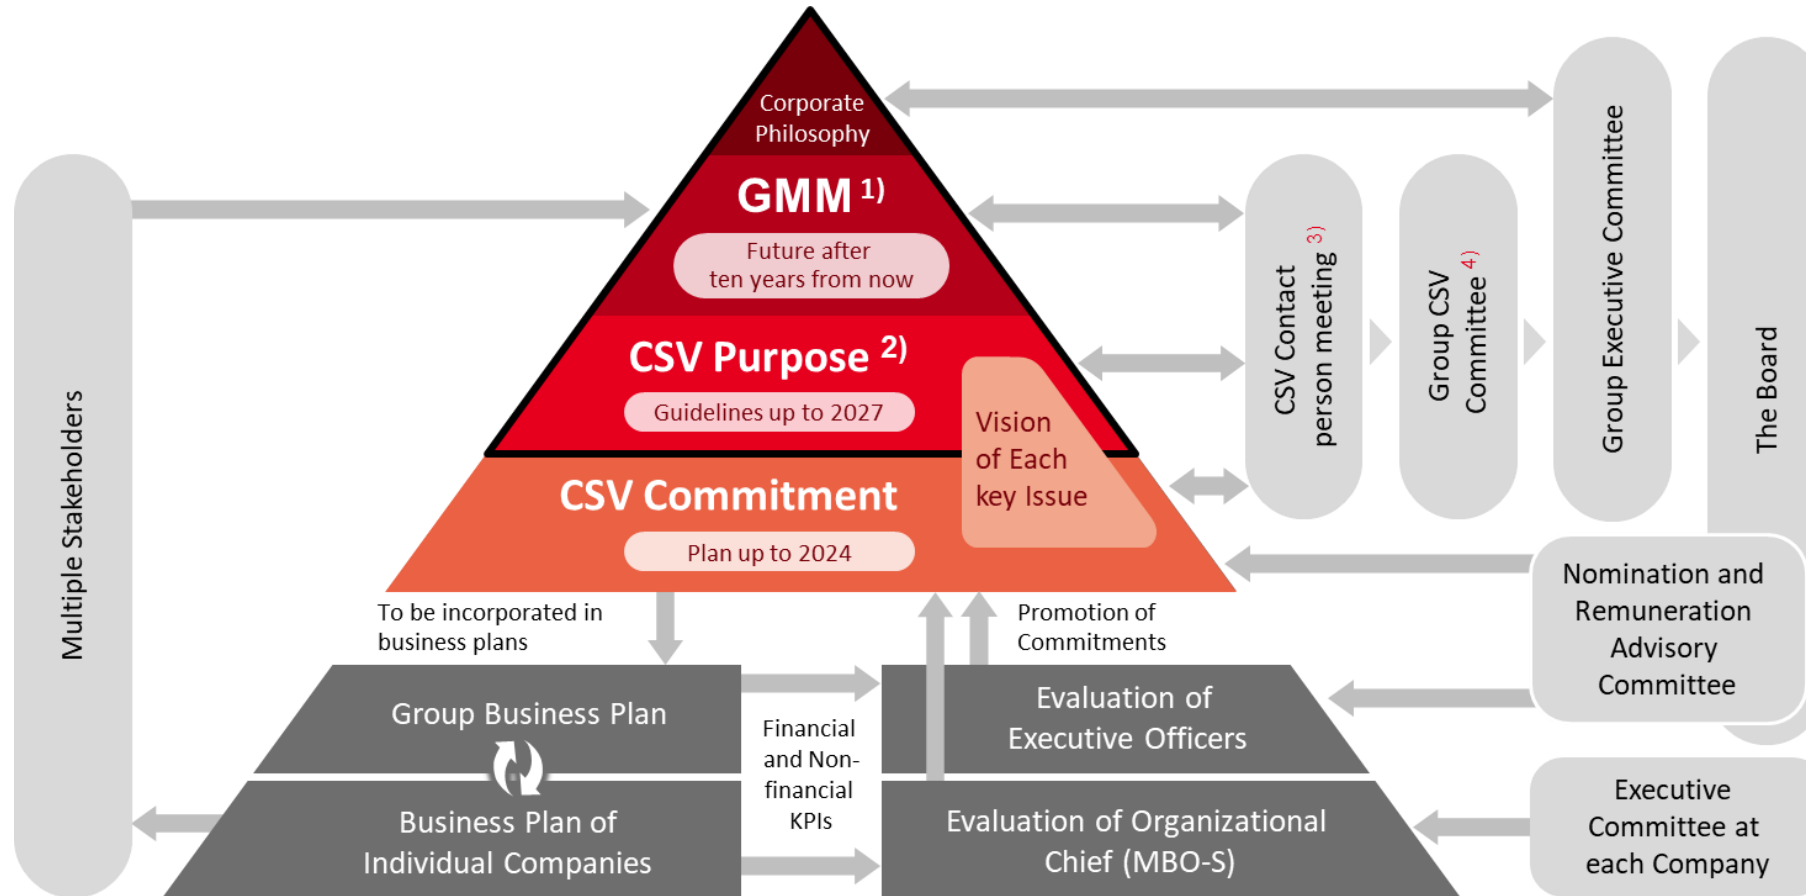 Corporate
Philosophy
GMM 1)
Future after
ten years from now
CSV Purpose 2)
Guidelines up to 2027
Vision
of Each
key Issue
CSV Commitment
Plan up to 2024
Multiple Stakeholders
CSV Contact
person meeting 3)
Group CSV
Committee 4)
Group Executive Committee
The Board
Nomination and
Remuneration
Advisory
Committee
To be incorporated in
business plans
Promotion of
Commitments
Group Business Plan
Financial
and Non-
financial
KPIs
Evaluation of
Executive Officers
Business Plan of
Individual Companies
Evaluation of Organizational
Chief (MBO-S)
Executive
Committee at
each Company